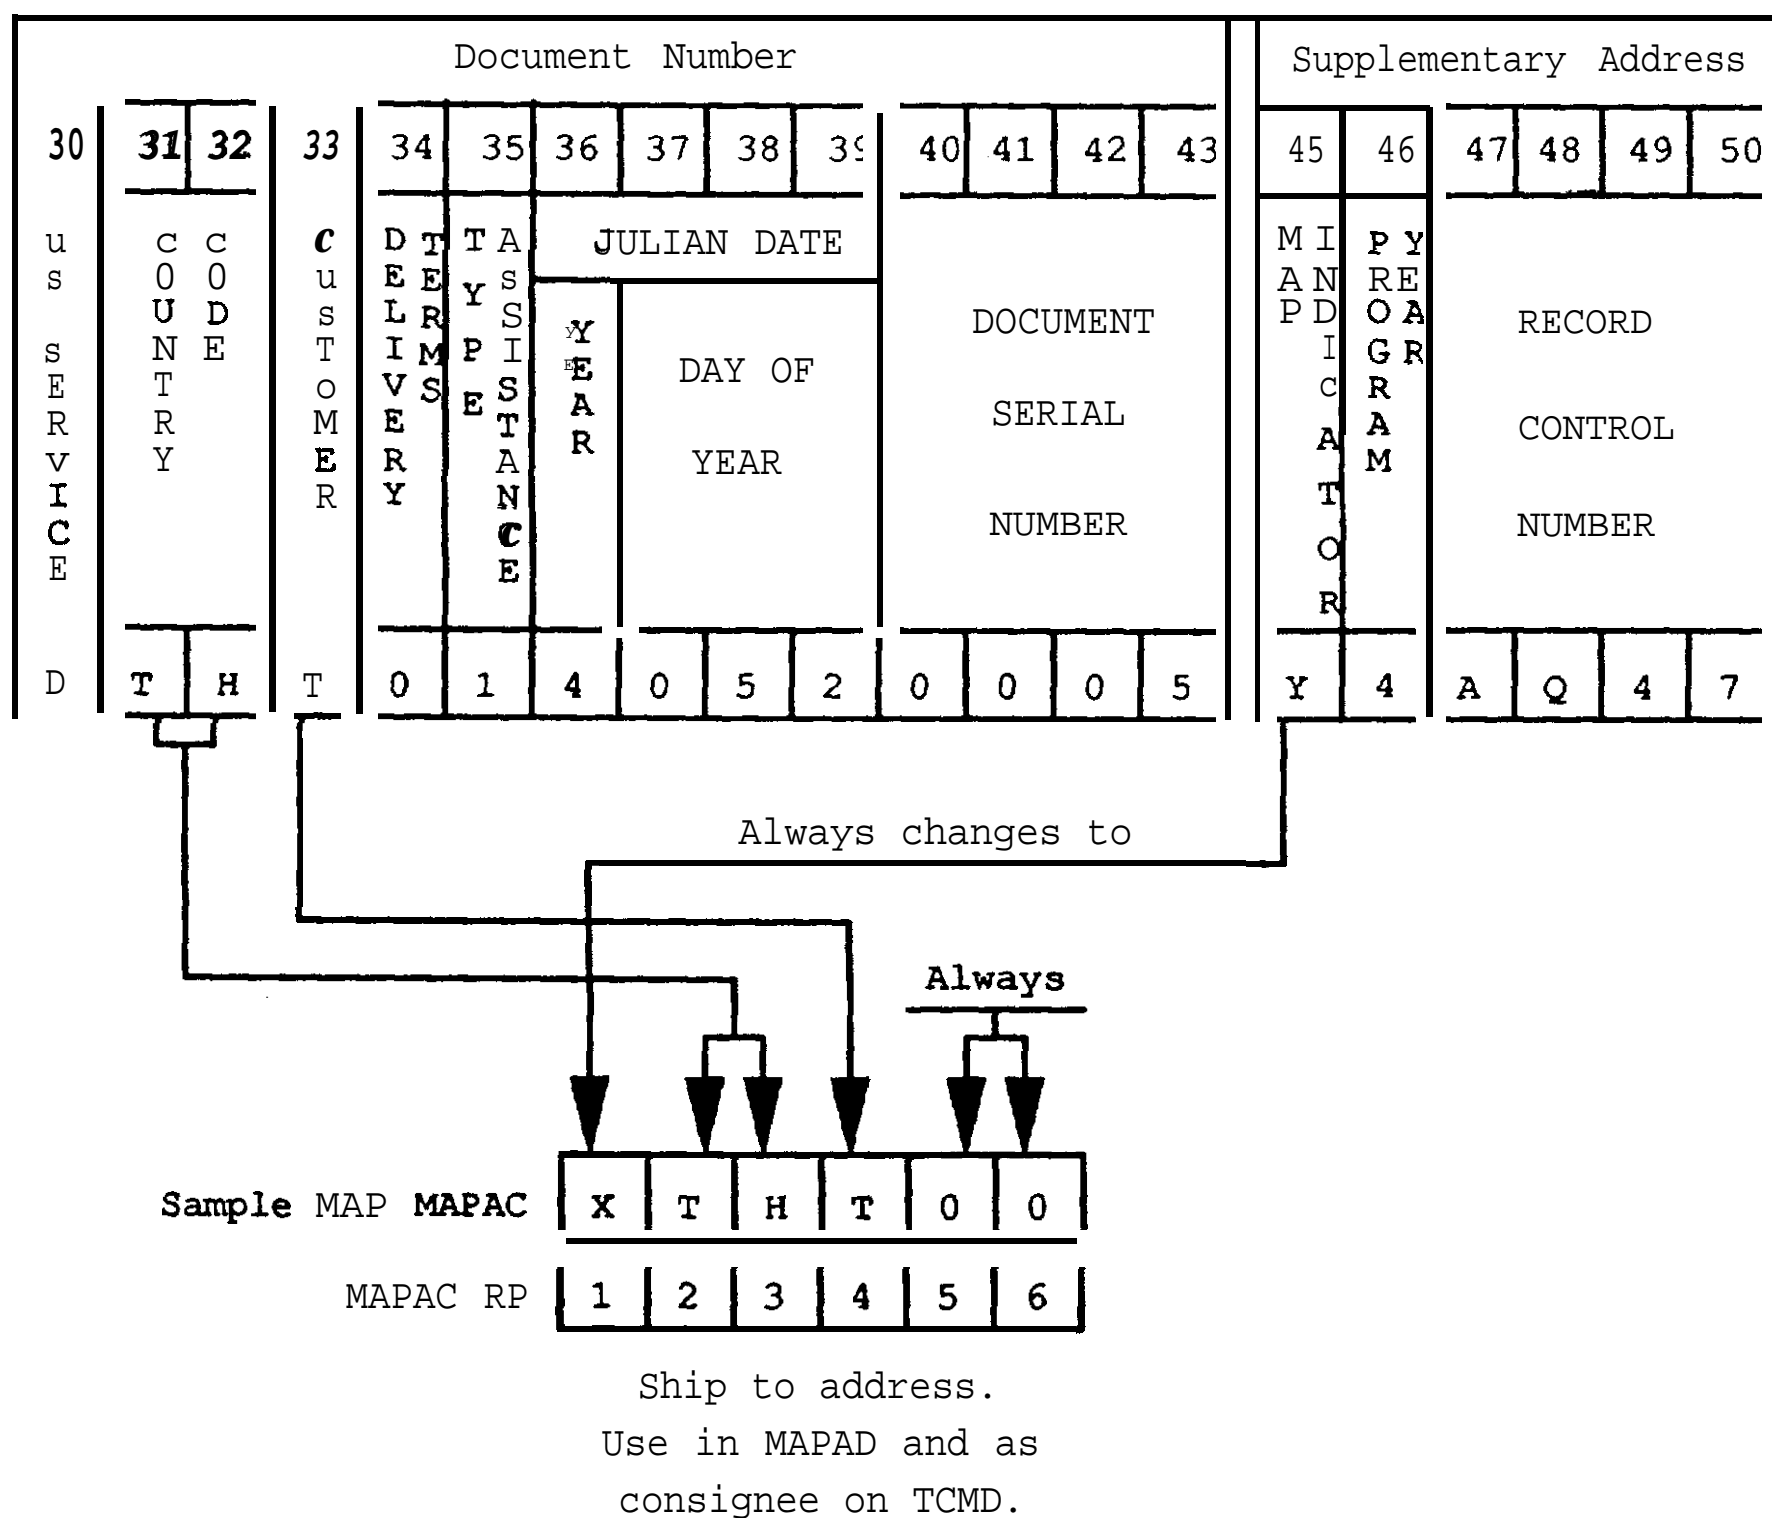 Document Number
Supplementary Address
30 31 32 33 34 35 36 37 38 39 40 41 42 43 45 46 47 48 49 50
us sERvICE
COUNTRY
CODE
CusToMER
DELIVERY
TERMS
TYPE
AsSISTANCE
JULIAN DATE
YEAR
DAY OF
YEAR
DOCUMENT
SERIAL
NUMBER
MAP
INDICATOR
PROGRAM
YEAR
RECORD
CONTROL
NUMBER
D T H T 0 1 4 0 5 2 0 0 0 5 Y 4 A Q 4 7
Always changes to
Always
Sample MAP MAPAC X T H T 0 0
MAPAC RP 1 2 3 4 5 6
Ship to address.
Use in MAPAD and as
consignee on TCMD.